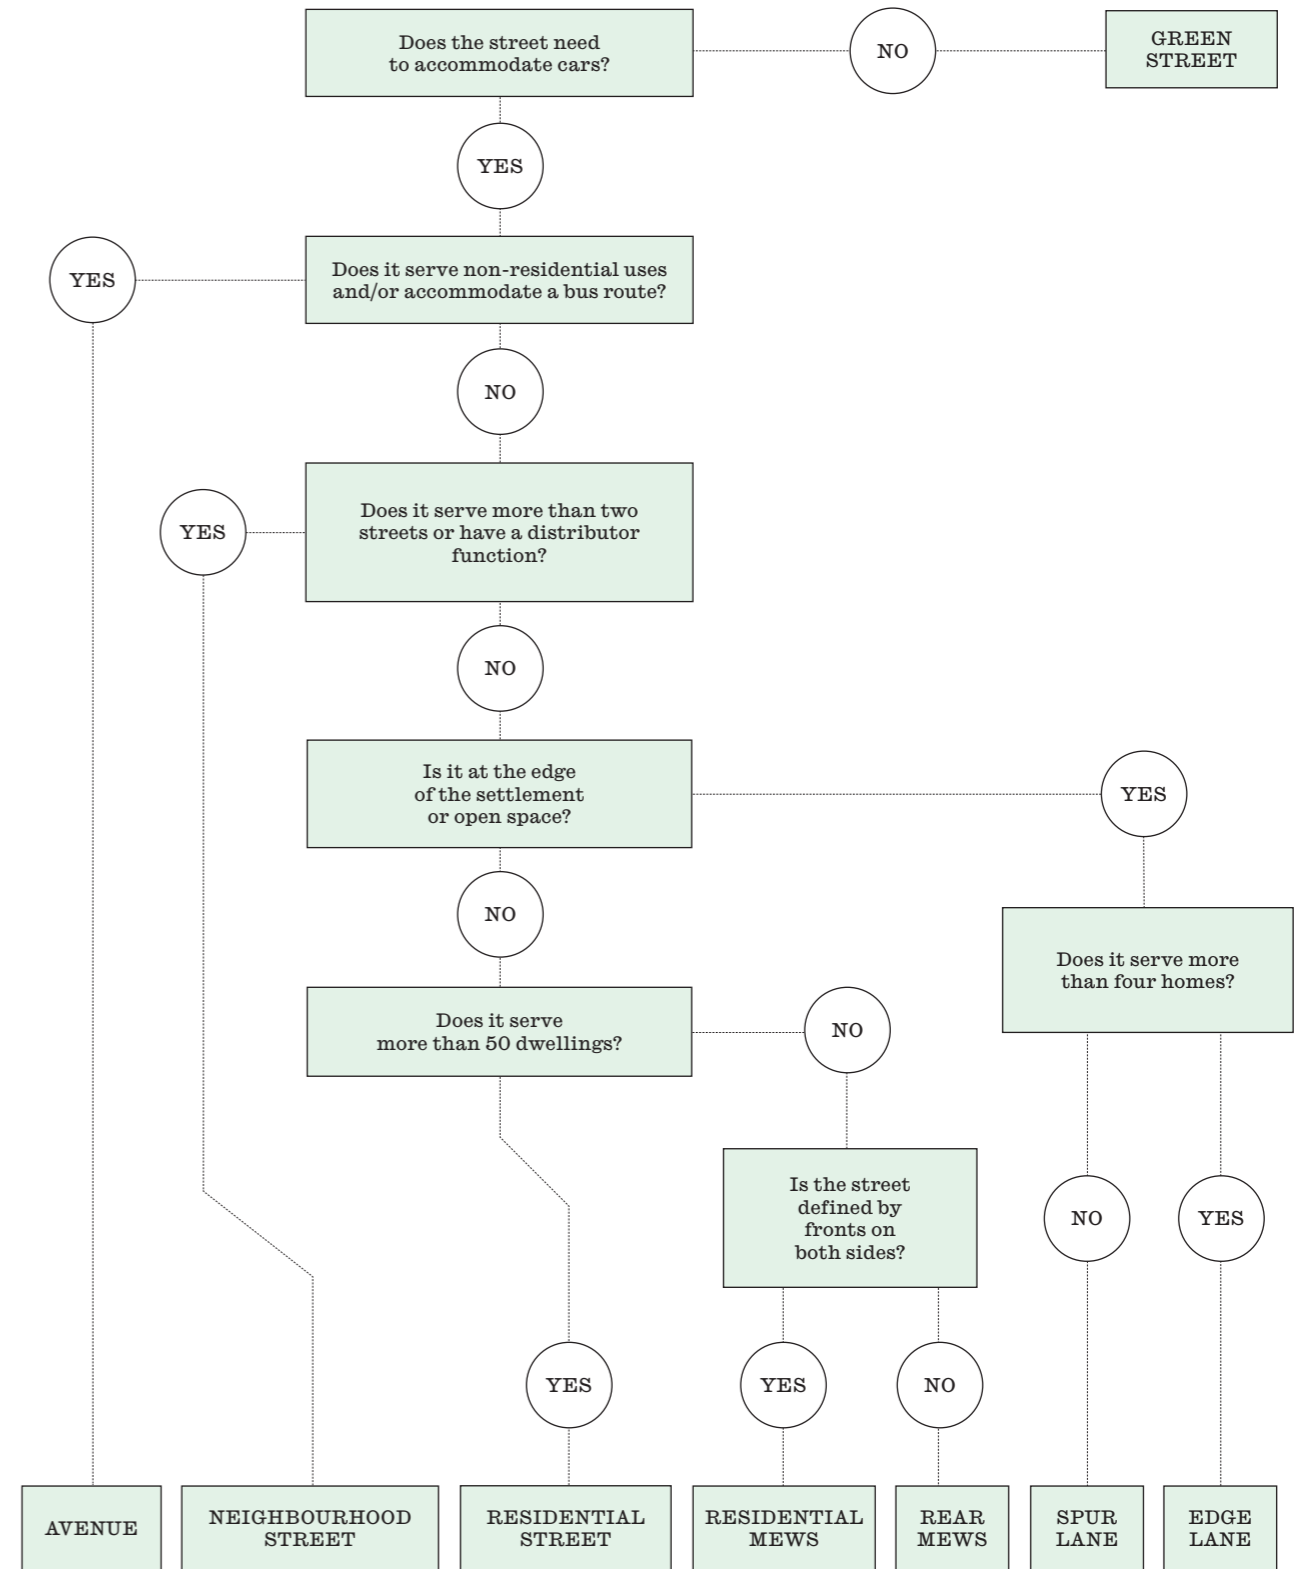 Does the street need
to accommodate cars?
NO
GREEN
STREET
YES
YES
Does it serve non-residential uses
and/or accommodate a bus route?
NO
YES
Does it serve more than two
streets or have a distributor
function?
NO
Is it at the edge
of the settlement
or open space?
YES
NO
Does it serve more
than four homes?
Does it serve
more than 50 dwellings?
NO
Is the street
defined by
fronts on
both sides?
NO
YES
YES
YES
NO
AVENUE
NEIGHBOURHOOD
STREET
RESIDENTIAL
STREET
RESIDENTIAL
MEWS
REAR
MEWS
SPUR
LANE
EDGE
LANE